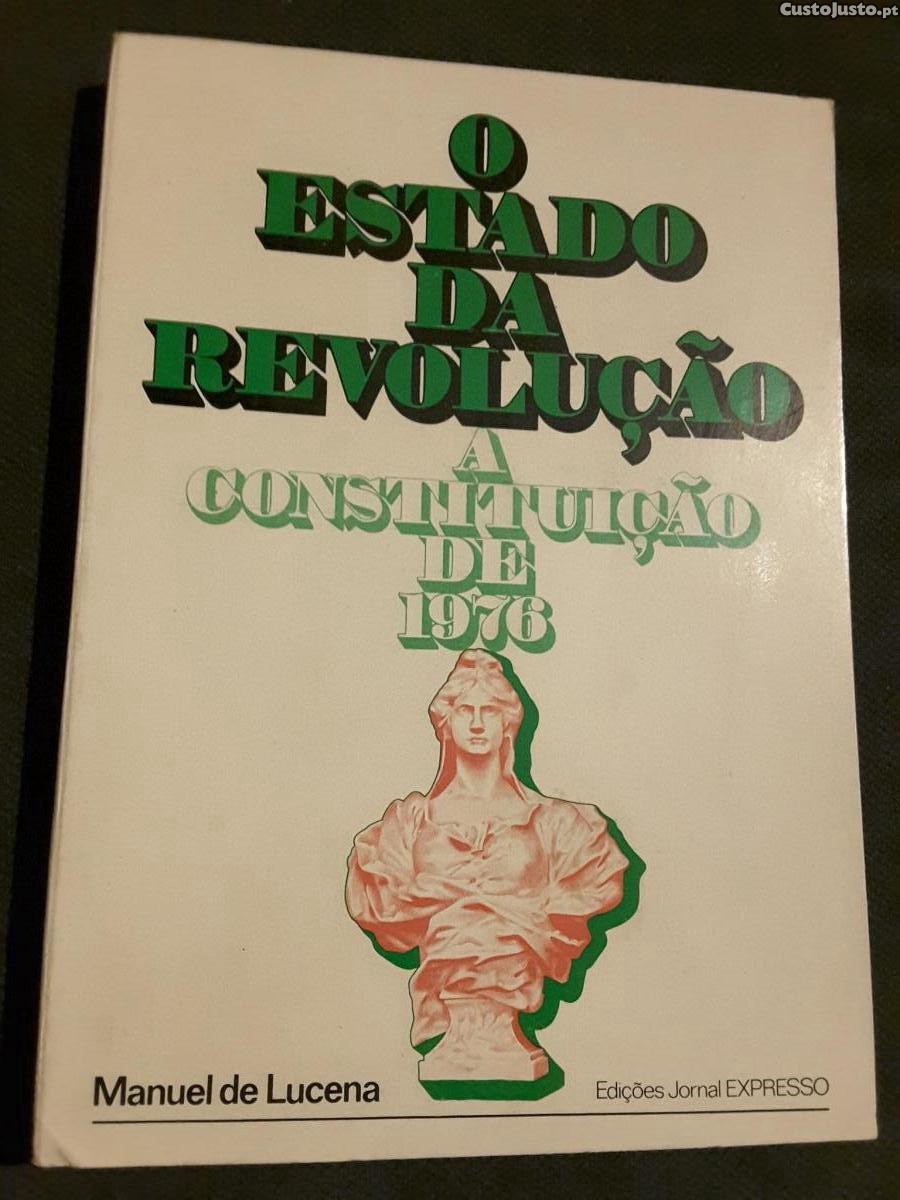 CustoJusto.pt
O
ESTADO
DA
REVOLUÇÃO
A
CONSTITUIÇÃO
DE
1976
Manuel de Lucena
Edições Jornal EXPRESSO